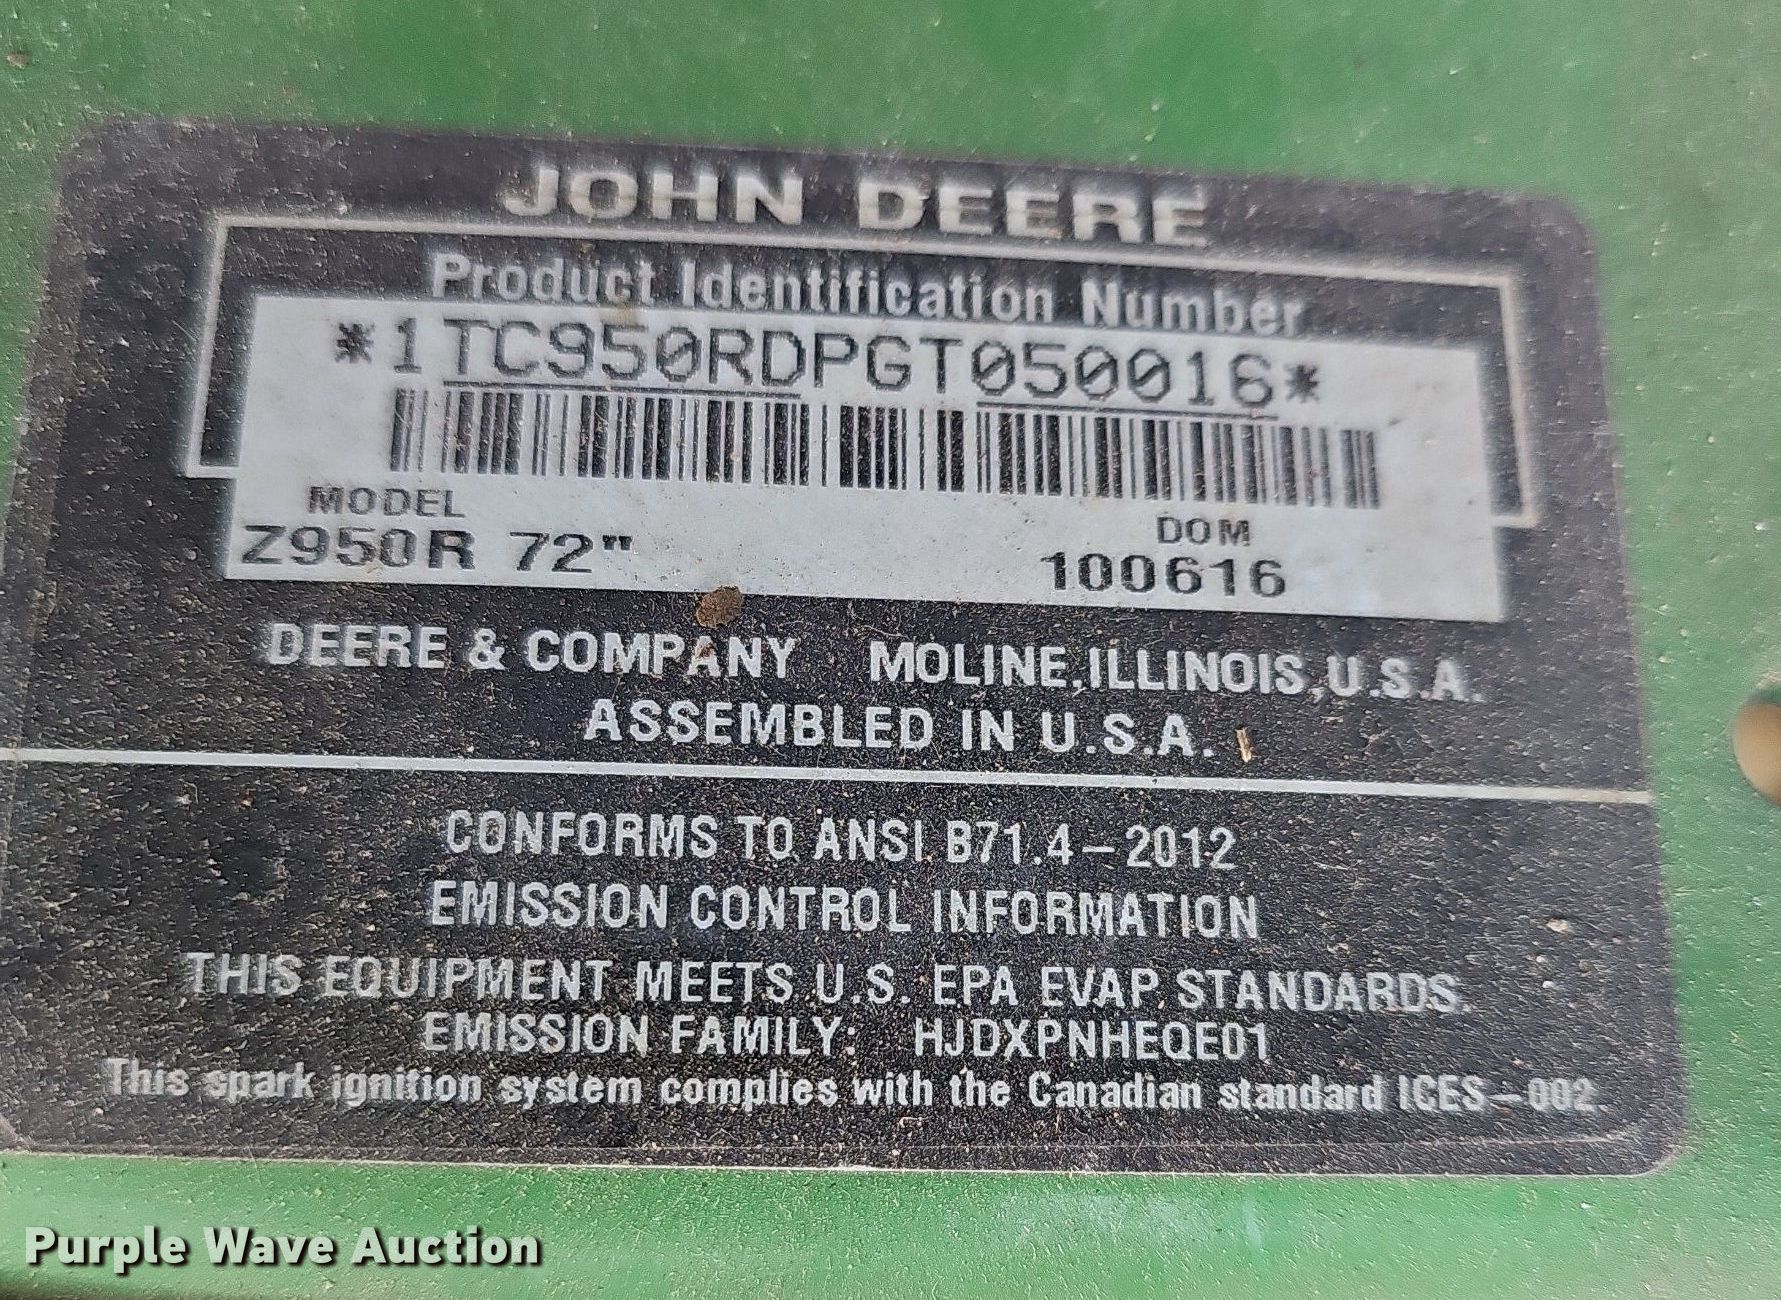 JOHN DEERE
Product Identification Number
*1TC950RDPGT050016*
MODEL
Z950R 72"
DOM
100616
DEERE & COMPANY MOLINE, ILLINOIS, U.S.A.
ASSEMBLED IN U.S.A.
CONFORMS TO ANSI B71.4-2012
EMISSION CONTROL INFORMATION
THIS EQUIPMENT MEETS U.S. EPA EVAP STANDARDS.
EMISSION FAMILY: HJDXPNHEQE01
This spark ignition system complies with the Canadian standard ICES-002.
Purple Wave Auction